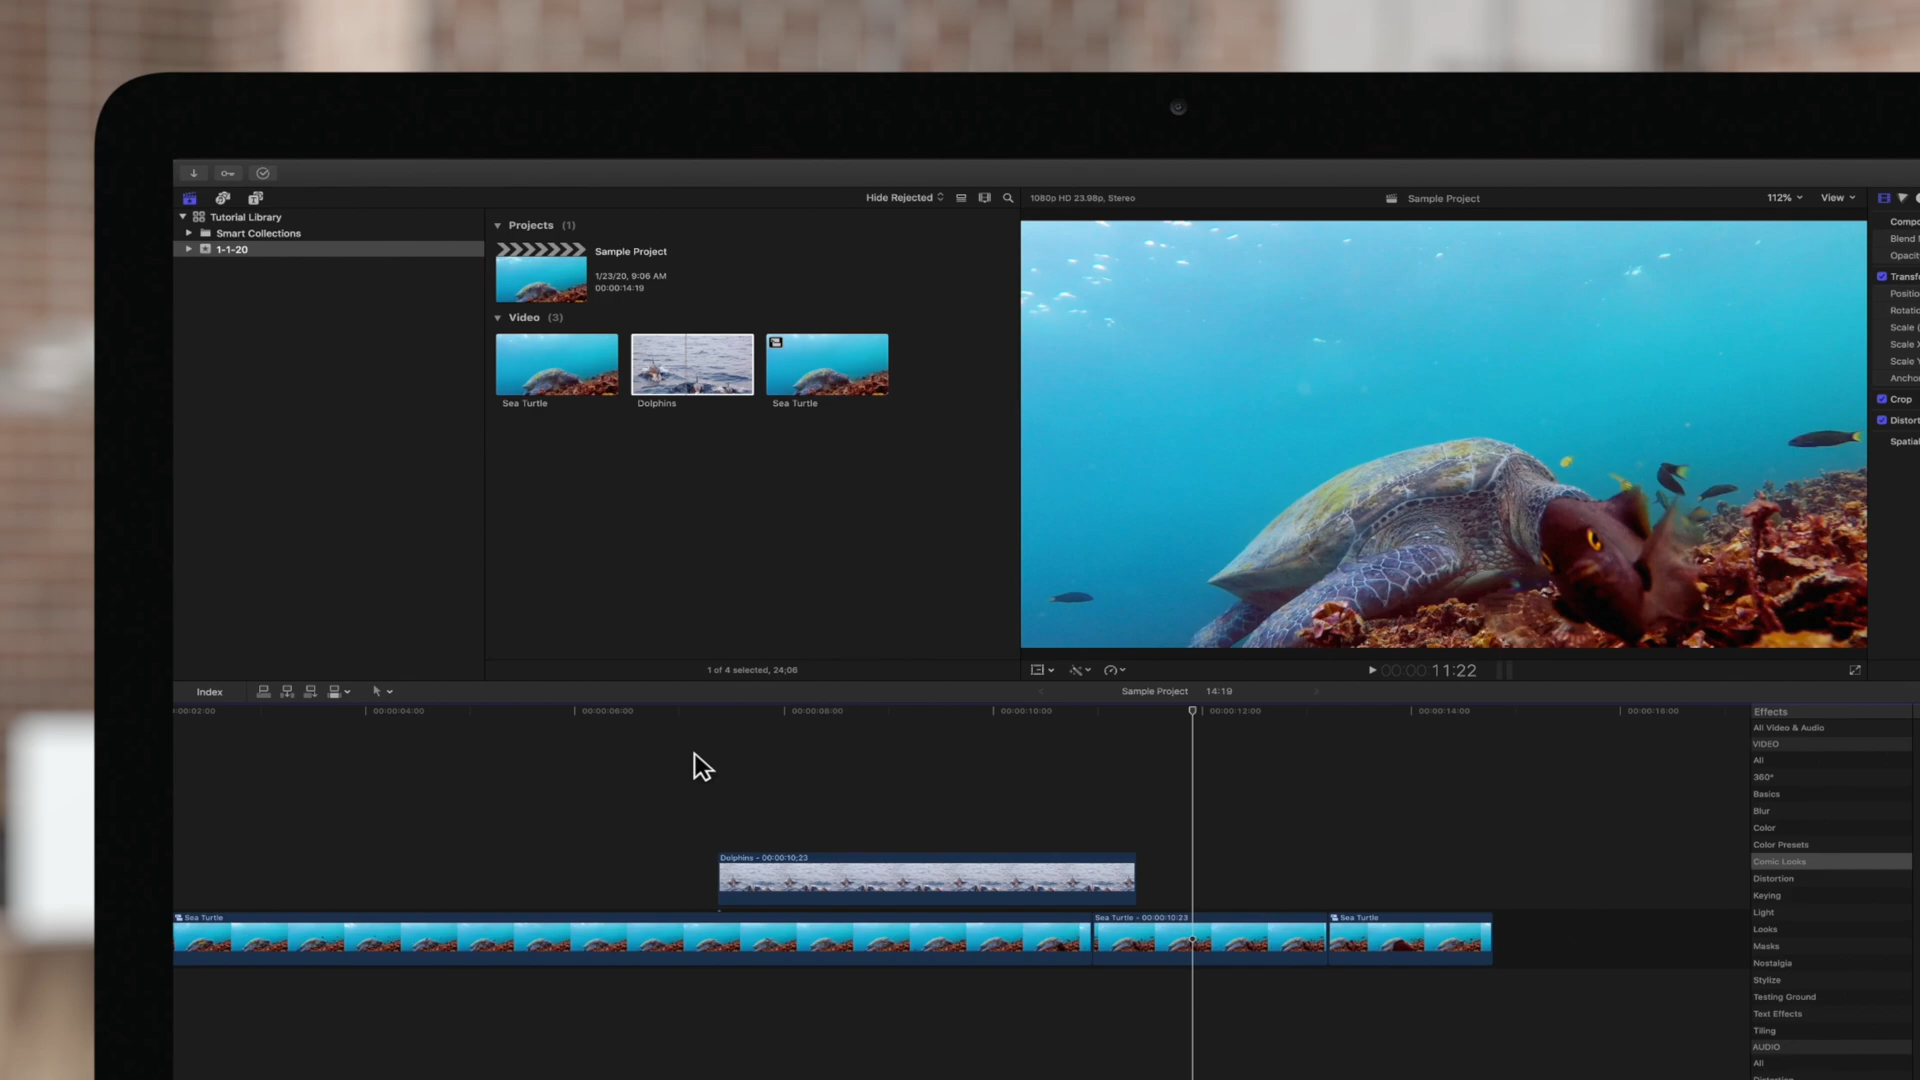 Hide Rejected
1080p HD 23.98p, Stereo
Sample Project
112%
View
Tutorial Library
Smart Collections
1-1-20
Projects (1)
Sample Project
1/23/20, 9:06 AM
00:00:14:19
Video (3)
Sea Turtle
Dolphins
Sea Turtle
1 of 4 selected, 24;06
Compo
Blend
Opacit
Transf
Positio
Rotatio
Scale (
Scale X
Scale Y
Anchor
Crop
Distort
Spatial
00:00:11:22
Index
Sample Project
14:19
00:00:02:00
00:00:04:00
00:00:06:00
00:00:08:00
00:00:10:00
00:00:12:00
00:00:14:00
00:00:16:00
Dolphins - 00:00:10;23
Sea Turtle
Sea Turtle - 00:00:10:23
Sea Turtle
Effects
All Video & Audio
VIDEO
All
360°
Basics
Blur
Color
Color Presets
Comic Looks
Distortion
Keying
Light
Looks
Masks
Nostalgia
Stylize
Testing Ground
Text Effects
Tiling
AUDIO
All